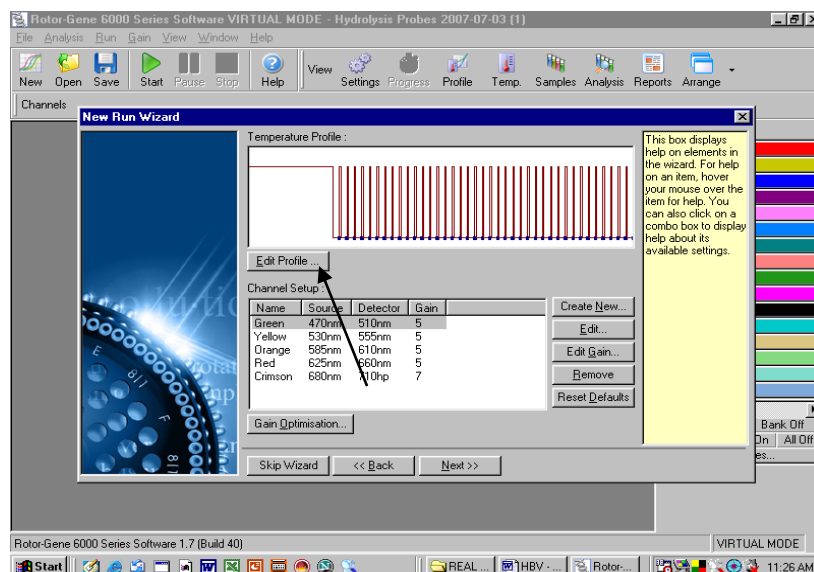 Rotor-Gene 6000 Series Software VIRTUAL MODE - Hydrolysis Probes 2007-07-03 (1)
File Analysis Run Gain View Window Help
New Open Save Start Pause Stop Help View Settings Progress Profile Temp. Samples Analysis Reports Arrange
Channels
New Run Wizard
Temperature Profile :
This box displays
help on elements in
the wizard. For help
on an item, hover
your mouse over the
item for help. You
can also click on a
combo box to display
help about its
available settings.
Edit Profile ...
Channel Setup :
Name Source Detector Gain
Green 470nm 510nm 5
Yellow 530nm 555nm 5
Orange 585nm 610nm 5
Red 625nm 660nm 5
Crimson 680nm 710hp 7
Create New...
Edit...
Edit Gain...
Remove
Reset Defaults
Gain Optimisation...
Bank Off
On All Off
es...
Skip Wizard << Back Next >>
Rotor-Gene 6000 Series Software 1.7 (Build 40) VIRTUAL MODE
Start REAL ... HBV - ... Rotor-... 11:26 AM